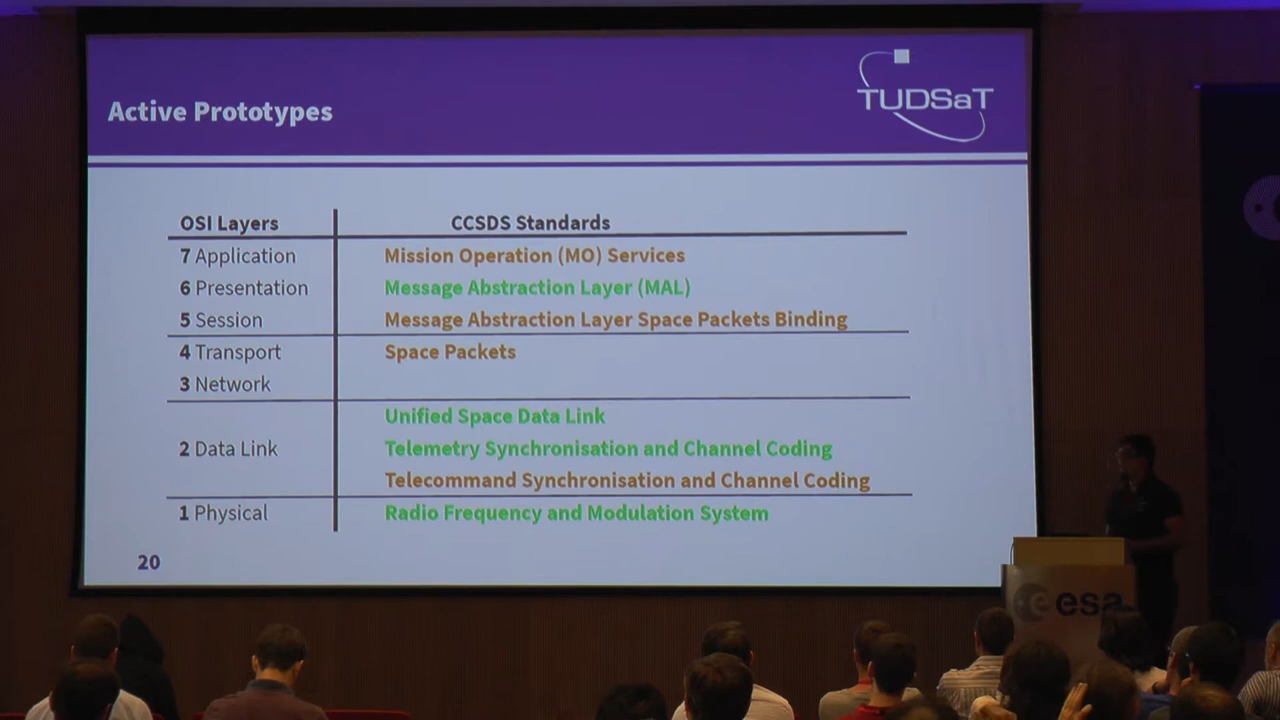 TUDSaT
Active Prototypes
OSI Layers CCSDS Standards
7 Application Mission Operation (MO) Services
6 Presentation Message Abstraction Layer (MAL)
5 Session Message Abstraction Layer Space Packets Binding
4 Transport Space Packets
3 Network
Unified Space Data Link
2 Data Link Telemetry Synchronisation and Channel Coding
Telecommand Synchronisation and Channel Coding
1 Physical Radio Frequency and Modulation System
20
esa